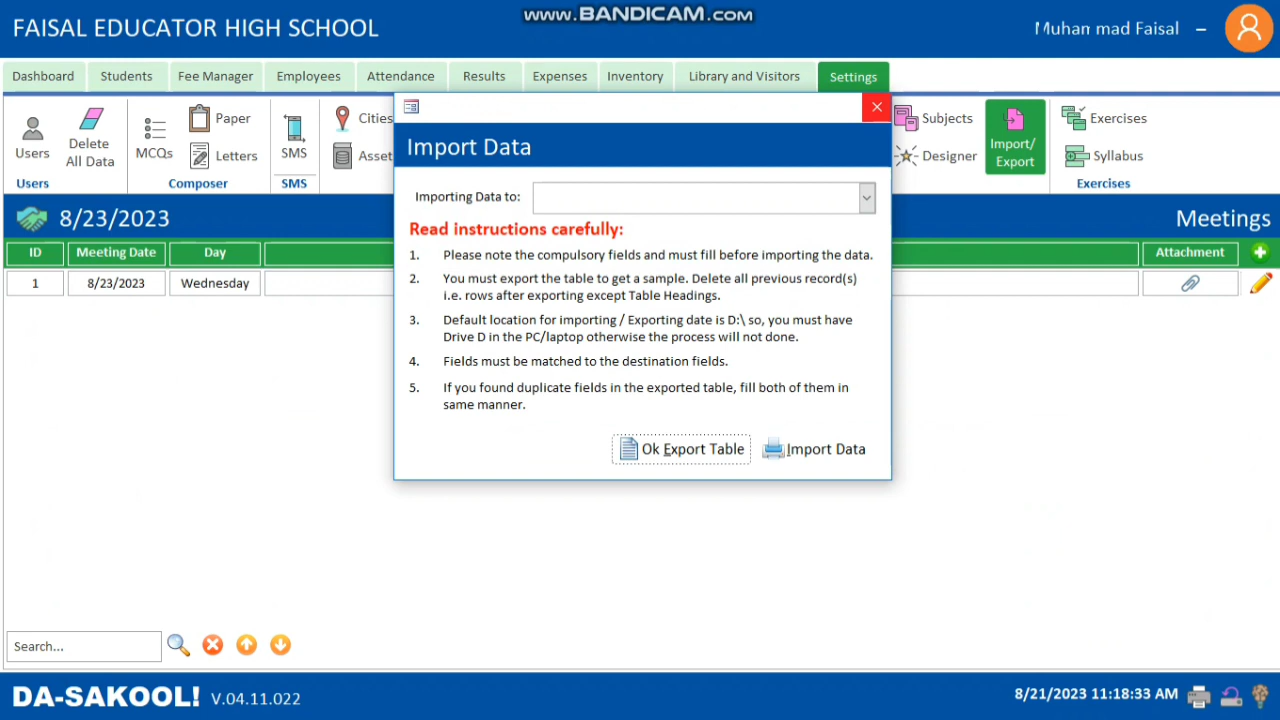 www.BANDICAM.com
FAISAL EDUCATOR HIGH SCHOOL
Muhan mad Faisal
Dashboard Students Fee Manager Employees Attendance Results Expenses Inventory Library and Visitors Settings
Users
Delete
All Data
Users
MCQs
Paper
Letters
Composer
SMS
SMS
Cities
Asset
Subjects
Designer
Import/
Export
Exercises
Syllabus
Exercises
Import Data
Importing Data to:
Read instructions carefully:
1. Please note the compulsory fields and must fill before importing the data.
2. You must export the table to get a sample. Delete all previous record(s)
i.e. rows after exporting except Table Headings.
3. Default location for importing / Exporting date is D:\ so, you must have
Drive D in the PC/laptop otherwise the process will not done.
4. Fields must be matched to the destination fields.
5. If you found duplicate fields in the exported table, fill both of them in
same manner.
Ok Export Table Import Data
8/23/2023 Meetings
ID Meeting Date Day Attachment
1 8/23/2023 Wednesday
Search...
DA-SAKOOL! V.04.11.022
8/21/2023 11:18:33 AM